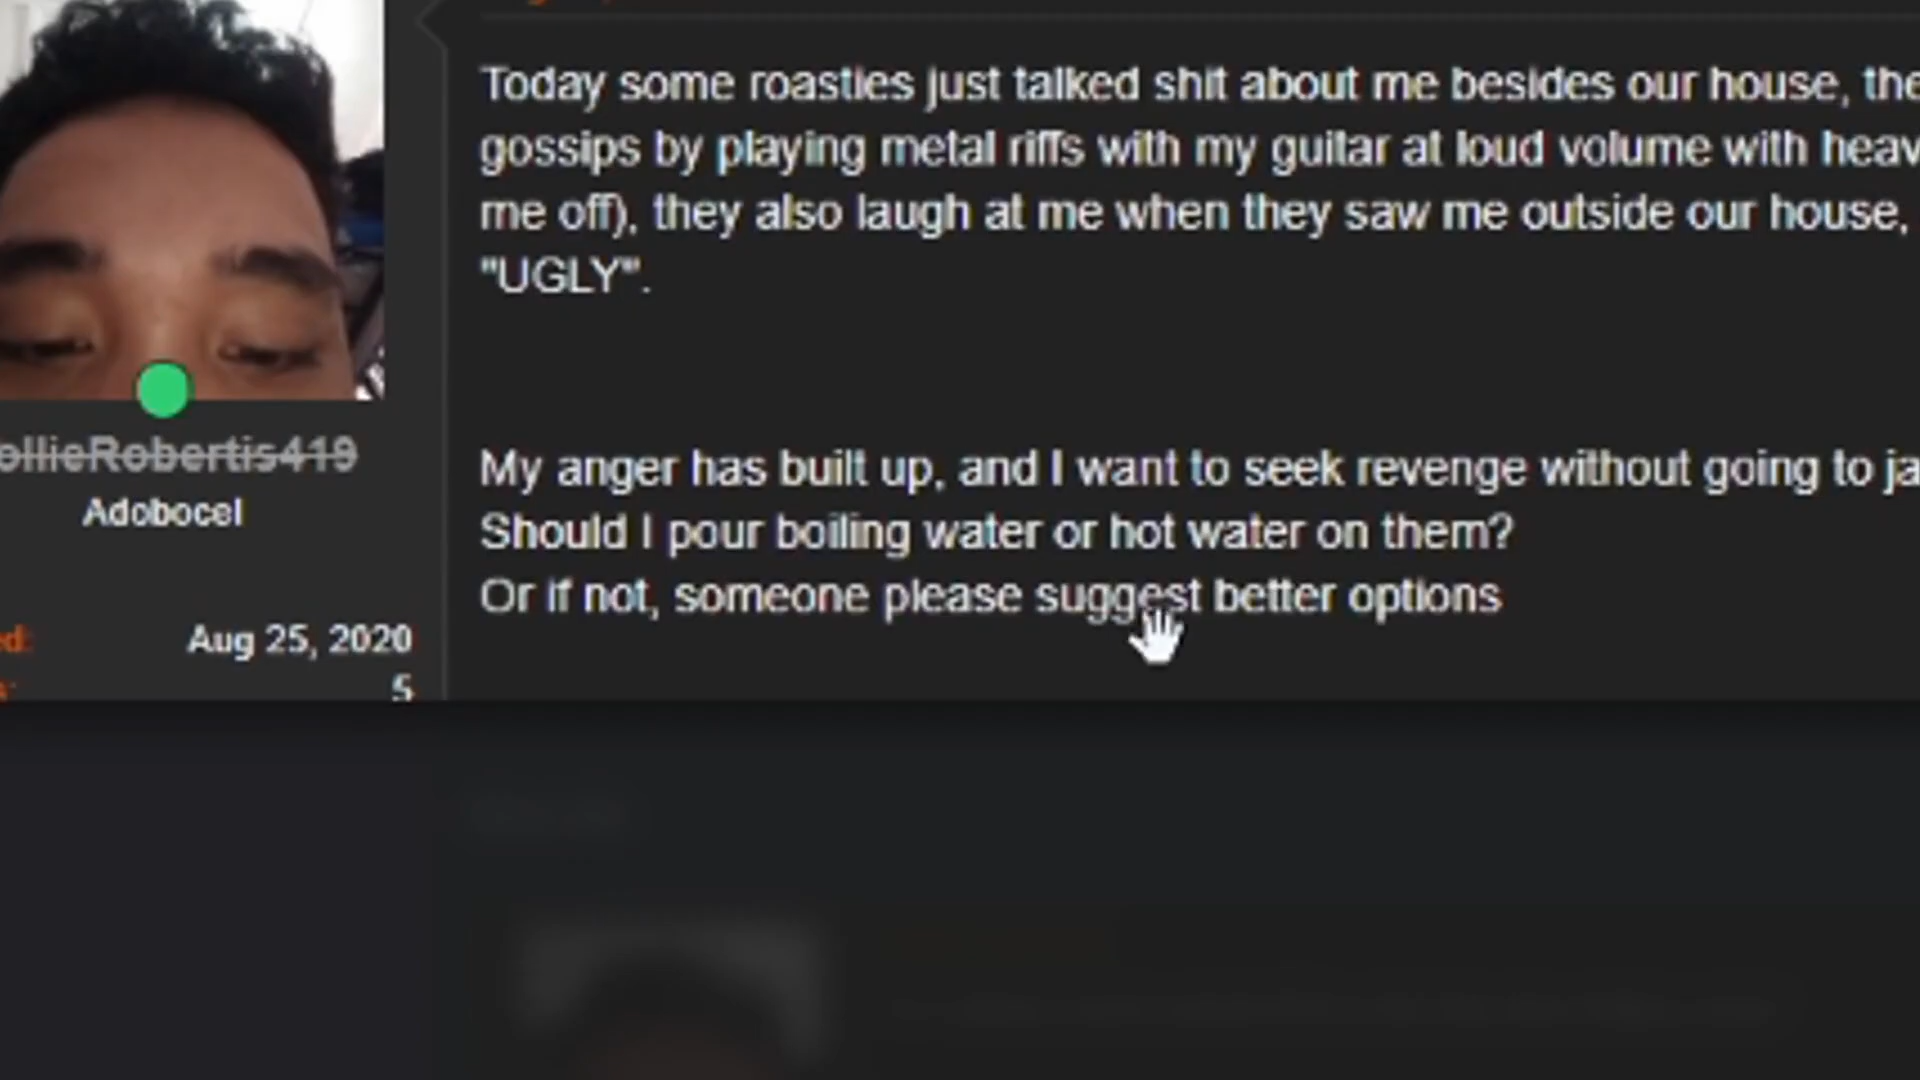 Today some roasties just talked shit about me besides our house, the
gossips by playing metal riffs with my guitar at loud volume with heav
me off), they also laugh at me when they saw me outside our house,
"UGLY".
My anger has built up, and I want to seek revenge without going to ja
Should I pour boiling water or hot water on them?
Or if not, someone please suggest better options
ollieRobertis419
Adobocel
ed: Aug 25, 2020
5